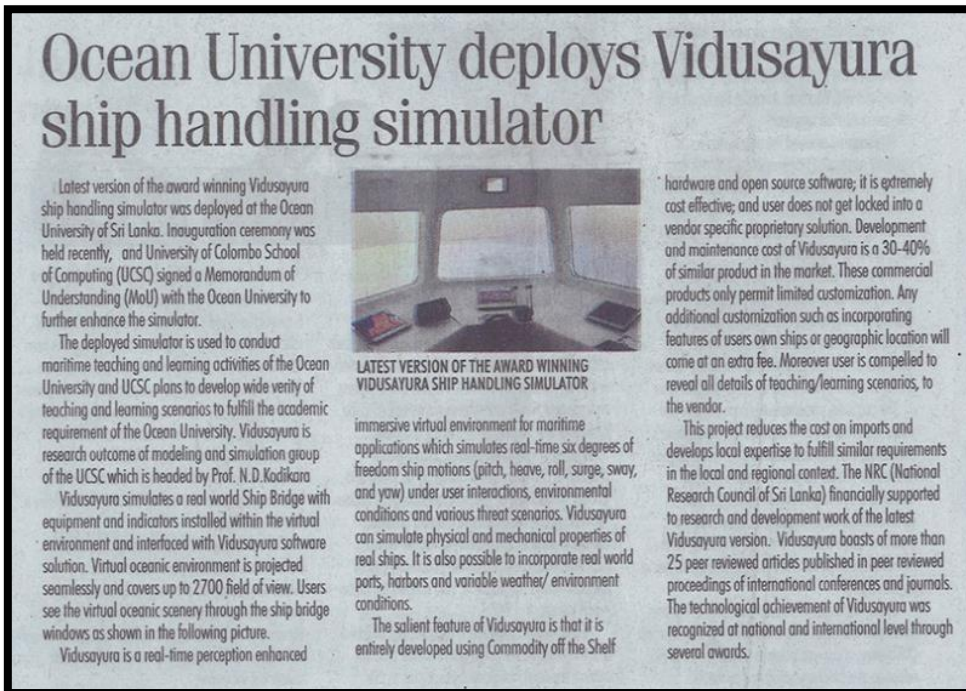 Ocean University deploys Vidusayura
ship handling simulator
Latest version of the award winning Vidusayura
ship handling simulator was deployed at the Ocean
University of Sri Lanka. Inauguration ceremony was
held recently, and University of Colombo School
of Computing (UCSC) signed a Memorandum of
Understanding (MoU) with the Ocean University to
further enhance the simulator.
The deployed simulator is used to conduct
maritime teaching and learning activities of the Ocean
University and UCSC plans to develop wide verity of
teaching and learning scenarios to fulfill the academic
requirement of the Ocean University. Vidusayura is
research outcome of modeling and simulation group
of the UCSC which is headed by Prof. N.D.Kodikara
Vidusayura simulates a real world Ship Bridge with
equipment and indicators installed within the virtual
environment and interfaced with Vidusayura software
solution. Virtual oceanic environment is projected
seamlessly and covers up to 2700 field of view. Users
see the virtual oceanic scenery through the ship bridge
windows as shown in the following picture.
Vidusayura is a real-time perception enhanced
LATEST VERSION OF THE AWARD WINNING
VIDUSAYURA SHIP HANDLING SIMULATOR
immersive virtual environment for maritime
applications which simulates real-time six degrees of
freedom ship motions (pitch, heave, roll, surge, sway,
and yaw) under user interactions, environmental
conditions and various threat scenarios. Vidusayura
can simulate physical and mechanical properties of
real ships. It is also possible to incorporate real world
ports, harbors and variable weather/ environment
conditions.
The salient feature of Vidusayura is that it is
entirely developed using Commodity off the Shelf
hardware and open source software; it is extremely
cost effective; and user does not get locked into a
vendor specific proprietary solution. Development
and maintenance cost of Vidusayura is a 30-40%
of similar product in the market. These commercial
products only permit limited customization. Any
additional customization such as incorporating
features of users own ships or geographic location will
come at an extra fee. Moreover user is compelled to
reveal all details of teaching/learning scenarios, to
the vendor.
This project reduces the cost on imports and
develops local expertise to fulfill similar requirements
in the local and regional context. The NRC (National
Research Council of Sri Lanka) financially supported
to research and development work of the latest
Vidusayura version. Vidusayura boasts of more than
25 peer reviewed articles published in peer reviewed
proceedings of international conferences and journals.
The technological achievement of Vidusayura was
recognized at national and international level through
several awards.